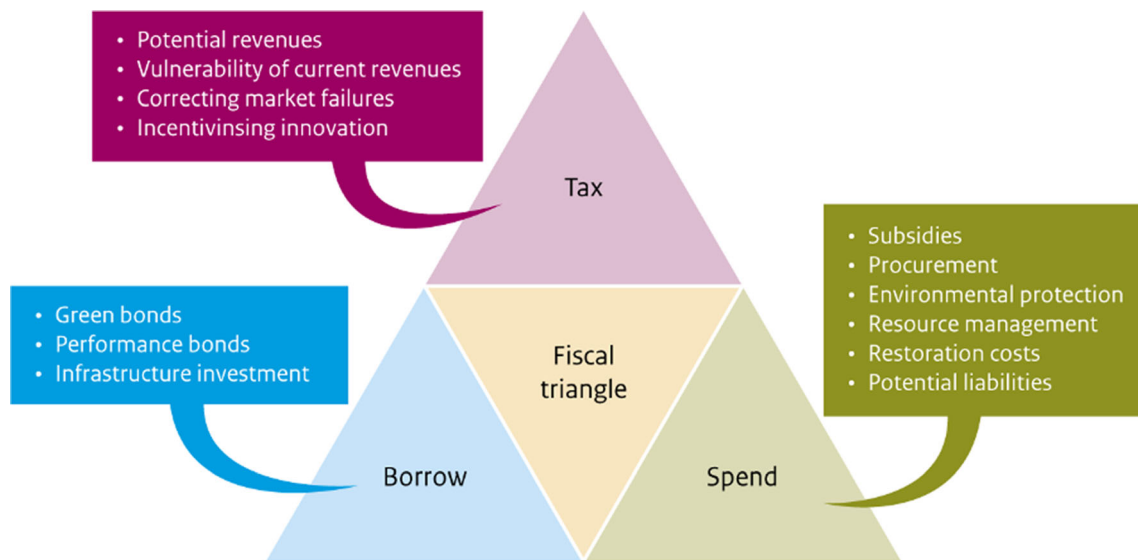 • Potential revenues
• Vulnerability of current revenues
• Correcting market failures
• Incentivinsing innovation
Tax
• Subsidies
• Procurement
• Environmental protection
• Resource management
• Restoration costs
• Potential liabilities
• Green bonds
• Performance bonds
• Infrastructure investment
Fiscal
triangle
Borrow
Spend